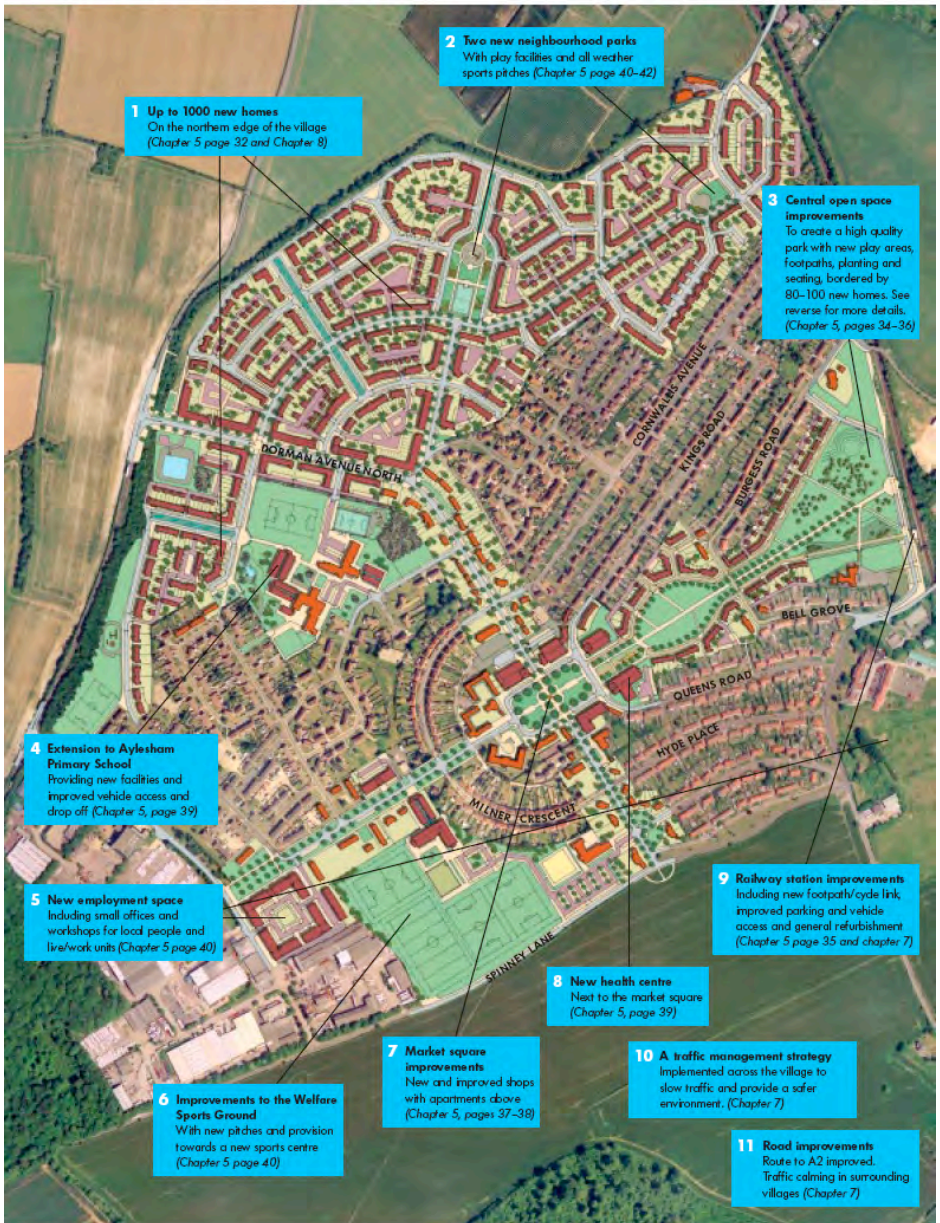 2 Two new neighbourhood parks
With play facilities and all weather
sports pitches (Chapter 5 page 40–42)
1 Up to 1000 new homes
On the northern edge of the village
(Chapter 5 page 32 and Chapter 8)
3 Central open space
improvements
To create a high quality
park with new play areas,
footpaths, planting and
seating, bordered by
80–100 new homes. See
reverse for more details.
(Chapter 5, pages 34–36)
CORNWALLIS AVENUE
KINGS ROAD
BURGESS ROAD
DORMAN AVENUE NORTH
BELL GROVE
QUEENS ROAD
HYDE PLACE
MILNER CRESCENT
SPINNEY LANE
4 Extension to Aylesham
Primary School
Providing new facilities and
improved vehicle access and
drop off (Chapter 5, page 39)
5 New employment space
Including small offices and
workshops for local people and
live/work units (Chapter 5 page 40)
9 Railway station improvements
Including new footpath/cycle link,
improved parking and vehicle
access and general refurbishment
(Chapter 5 page 35 and chapter 7)
8 New health centre
Next to the market square
(Chapter 5, page 39)
7 Market square
improvements
New and improved shops
with apartments above
(Chapter 5, pages 37–38)
10 A traffic management strategy
Implemented across the village to
slow traffic and provide a safer
environment. (Chapter 7)
6 Improvements to the Welfare
Sports Ground
With new pitches and provision
towards a new sports centre
(Chapter 5 page 40)
11 Road improvements
Route to A2 improved.
Traffic calming in surrounding
villages (Chapter 7)